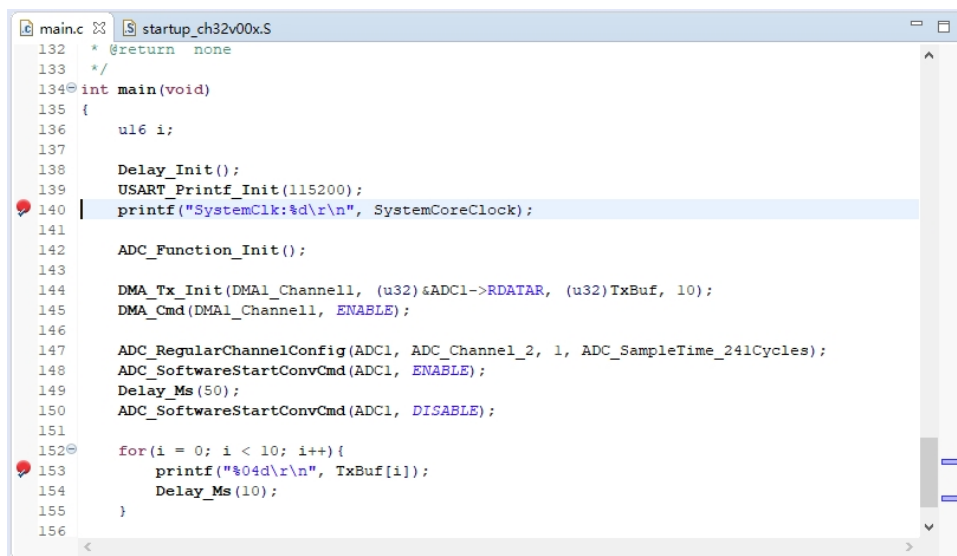 main.c startup_ch32v00x.S
132 * @return none
133 */
134 int main(void)
135 {
136 u16 i;
137
138 Delay_Init();
139 USART_Printf_Init(115200);
140 printf("SystemClk:%d\r\n", SystemCoreClock);
141
142 ADC_Function_Init();
143
144 DMA_Tx_Init(DMA1_Channel1, (u32)&ADC1->RDATAR, (u32)TxBuf, 10);
145 DMA_Cmd(DMA1_Channel1, ENABLE);
146
147 ADC_RegularChannelConfig(ADC1, ADC_Channel_2, 1, ADC_SampleTime_241Cycles);
148 ADC_SoftwareStartConvCmd(ADC1, ENABLE);
149 Delay_Ms(50);
150 ADC_SoftwareStartConvCmd(ADC1, DISABLE);
151
152 for(i = 0; i < 10; i++){
153 printf("%04d\r\n", TxBuf[i]);
154 Delay_Ms(10);
155 }
156